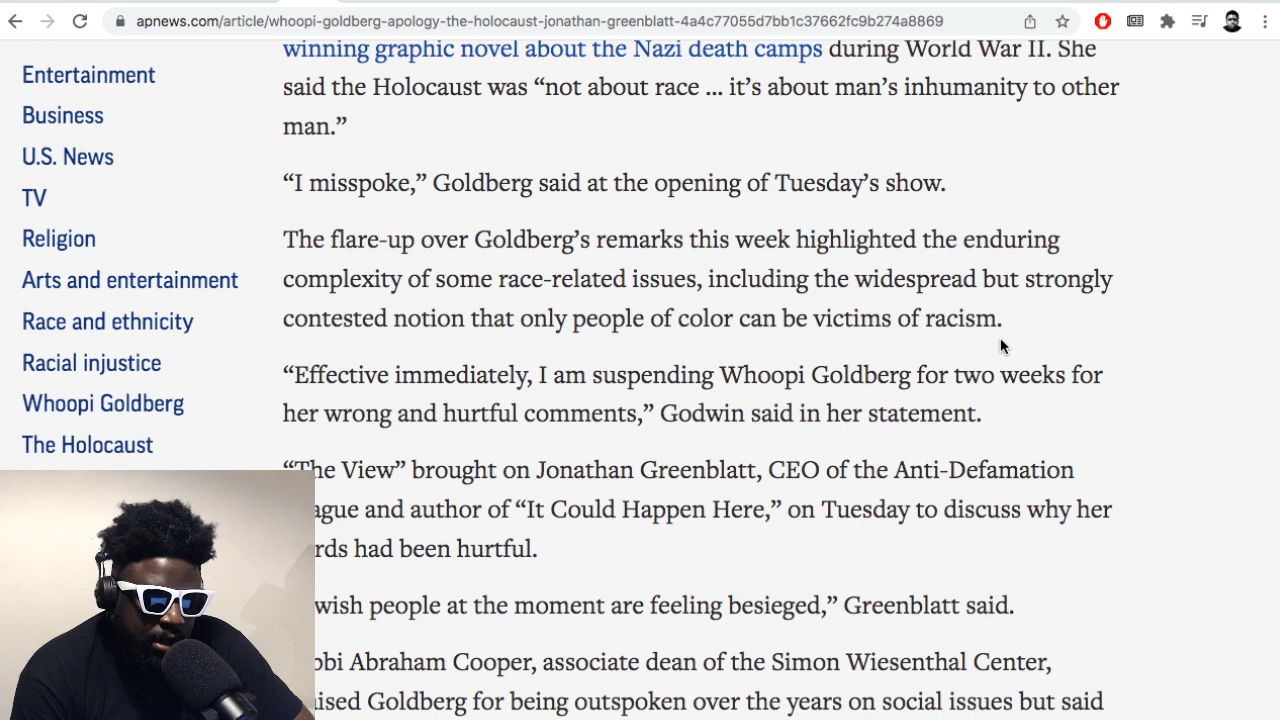 apnews.com/article/whoopi-goldberg-apology-the-holocaust-jonathan-greenblatt-4a4c77055d7bb1c37662fc9b274a8869
Entertainment
Business
U.S. News
TV
Religion
Arts and entertainment
Race and ethnicity
Racial injustice
Whoopi Goldberg
The Holocaust
winning graphic novel about the Nazi death camps during World War II. She
said the Holocaust was “not about race ... it’s about man’s inhumanity to other
man.”
“I misspoke,” Goldberg said at the opening of Tuesday’s show.
The flare-up over Goldberg’s remarks this week highlighted the enduring
complexity of some race-related issues, including the widespread but strongly
contested notion that only people of color can be victims of racism.
“Effective immediately, I am suspending Whoopi Goldberg for two weeks for
her wrong and hurtful comments,” Godwin said in her statement.
“The View” brought on Jonathan Greenblatt, CEO of the Anti-Defamation
ague and author of “It Could Happen Here,” on Tuesday to discuss why her
rds had been hurtful.
wish people at the moment are feeling besieged,” Greenblatt said.
bbi Abraham Cooper, associate dean of the Simon Wiesenthal Center,
ised Goldberg for being outspoken over the years on social issues but said